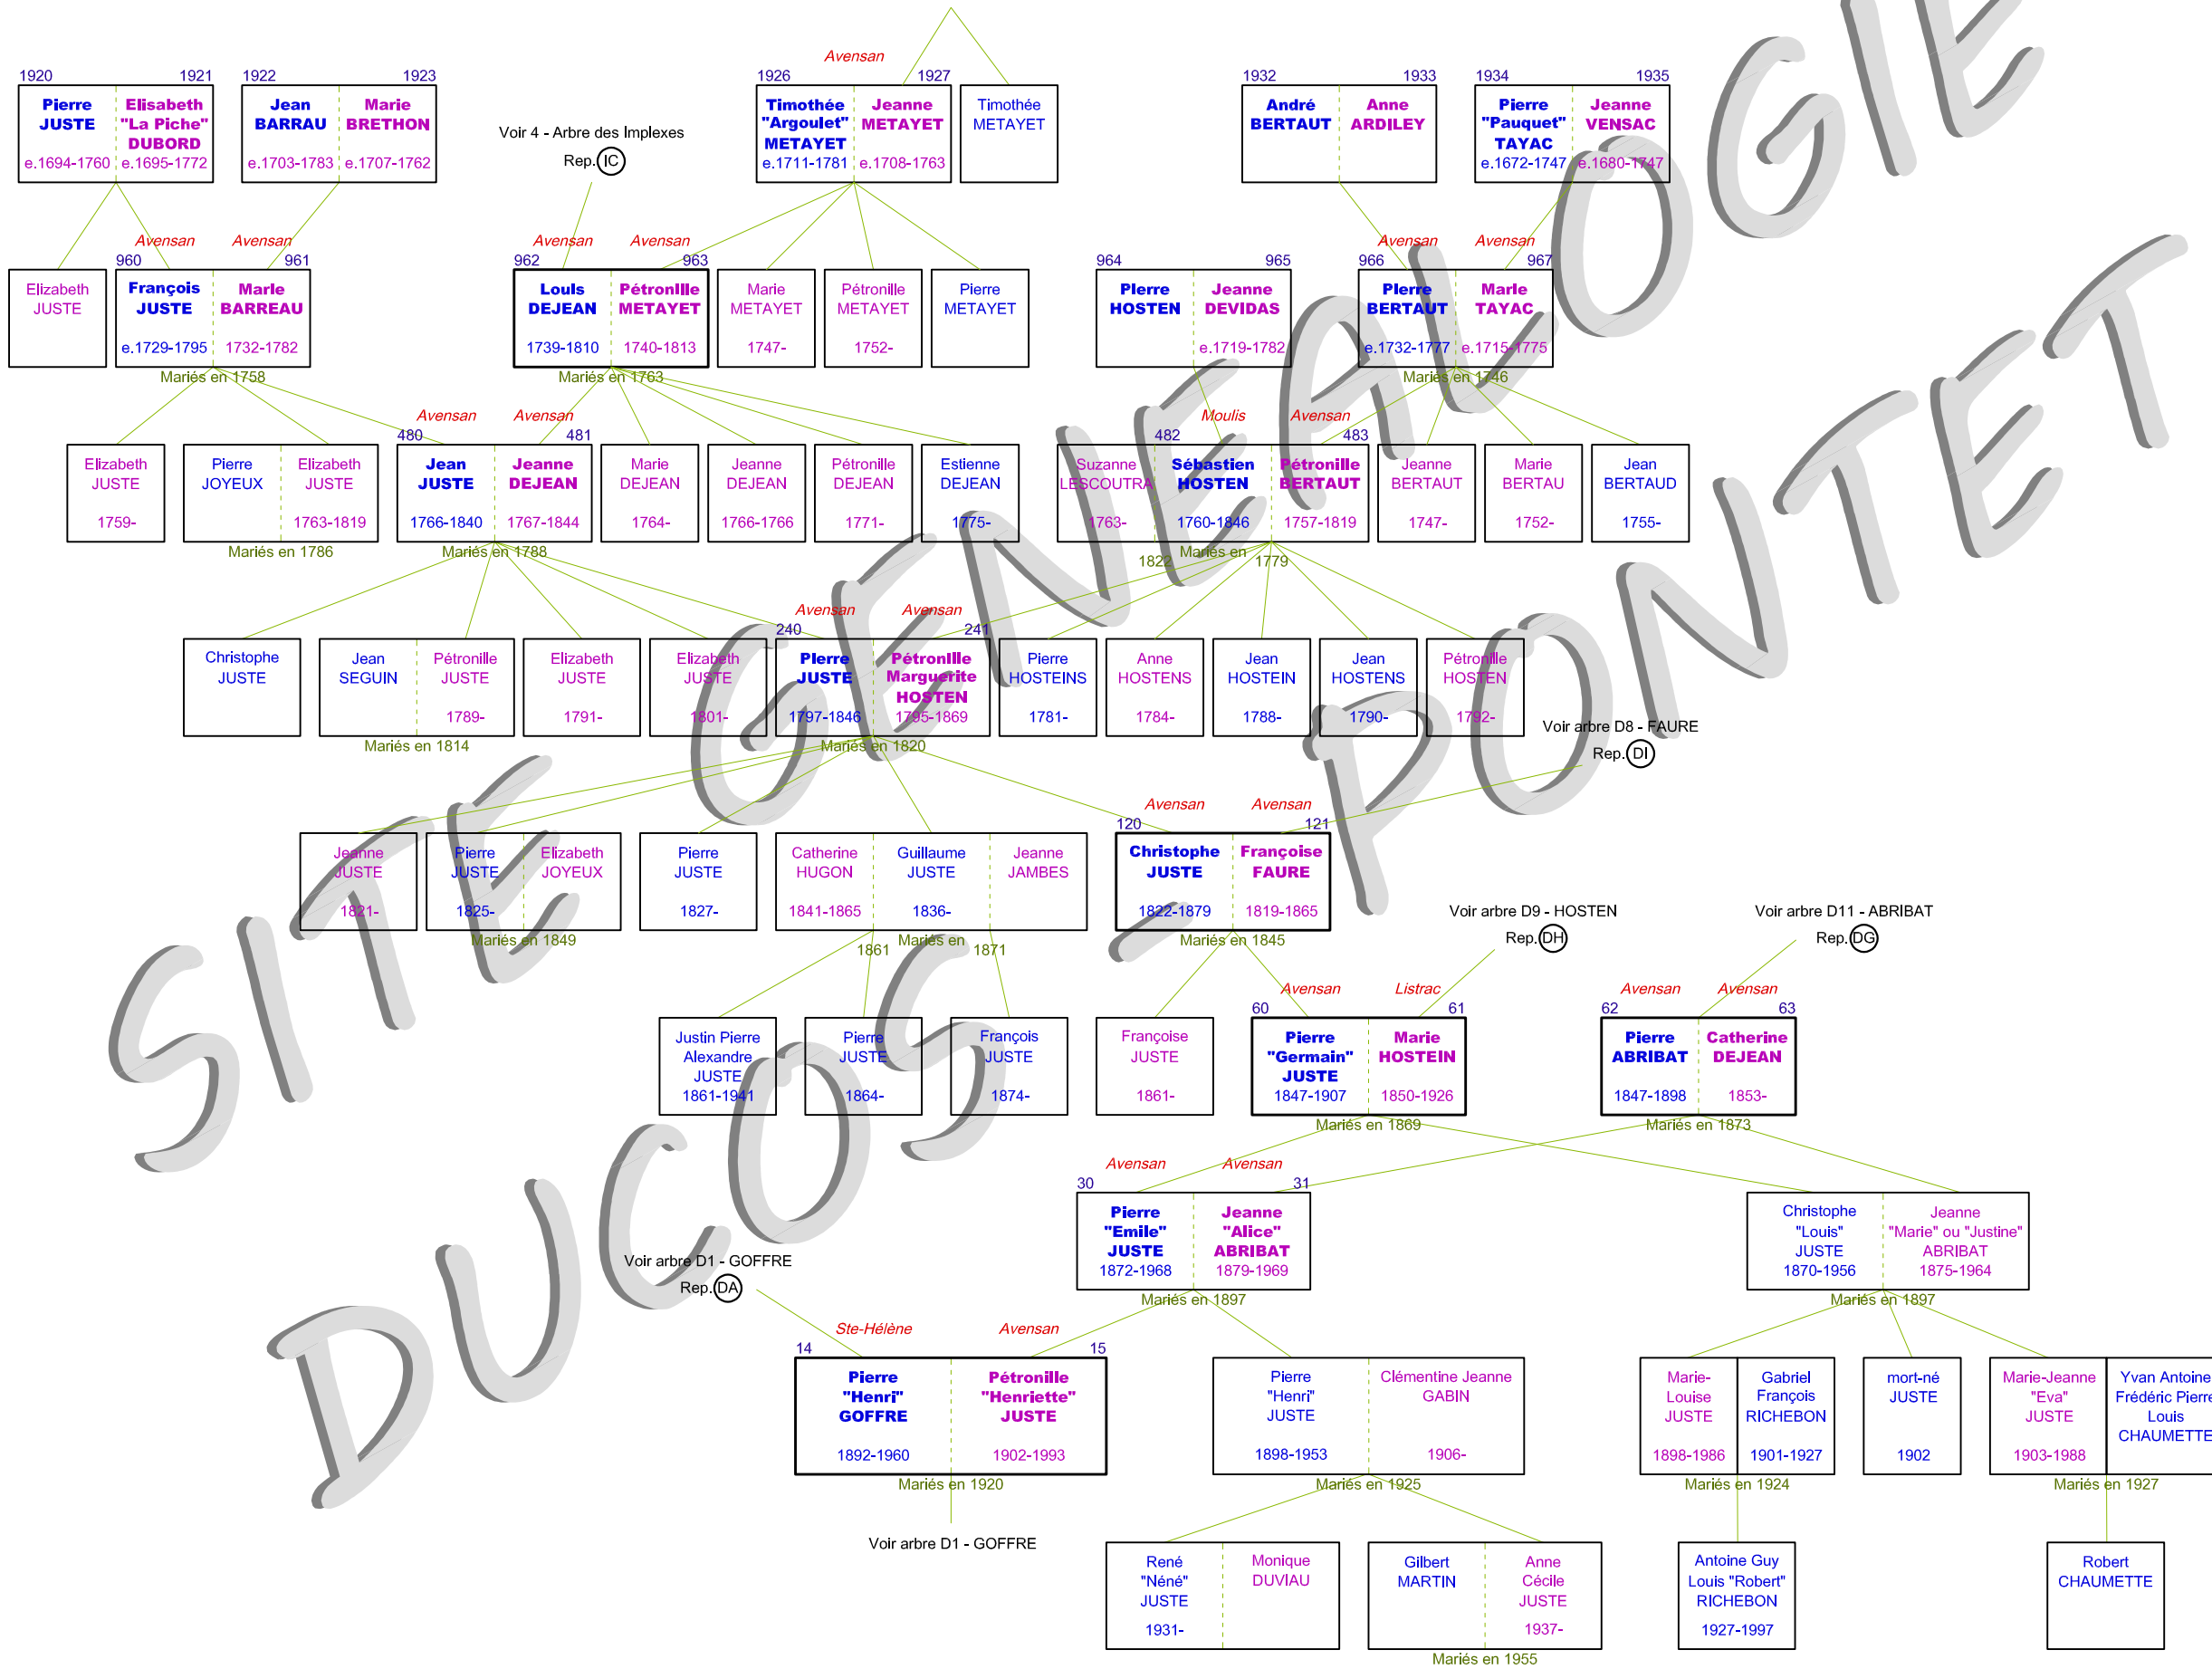 Avensan
1920 1921 1922 1923 1926 1927 1932 1933 1934 1935
Pierre
JUSTE
e.1694-1760
Elisabeth
"La Piche"
DUBORD
e.1695-1772
Jean
BARRAU
e.1703-1783
Marie
BRETHON
e.1707-1762
Voir 4 - Arbre des Implexes
Rep. IC
Timothée
"Argoulet"
METAYET
e.1711-1781
Jeanne
METAYET
e.1708-1763
Timothée
METAYET
André
BERTAUT
Anne
ARDILEY
Pierre
"Pauquet"
TAYAC
e.1672-1747
Jeanne
VENSAC
e.1680-1747
Avensan Avensan Avensan Avensan Avensan Avensan
960 961 962 963 964 965 966 967
Elizabeth
JUSTE
François
JUSTE
e.1729-1795
Marie
BARREAU
1732-1782
Mariés en 1758
Louis
DEJEAN
1739-1810
Pétronille
METAYET
1740-1813
Mariés en 1763
Marie
METAYET
1747-
Pétronille
METAYET
1752-
Pierre
METAYET
Pierre
HOSTEN
Jeanne
DEVIDAS
e.1719-1782
Pierre
BERTAUT
e.1732-1777
Marie
TAYAC
e.1715-1775
Mariés en 1746
Avensan Avensan Moulis Avensan
480 481 482 483
Elizabeth
JUSTE
1759-
Pierre
JOYEUX
Elizabeth
JUSTE
1763-1819
Mariés en 1786
Jean
JUSTE
1766-1840
Jeanne
DEJEAN
1767-1844
Mariés en 1788
Marie
DEJEAN
1764-
Jeanne
DEJEAN
1766-1766
Pétronille
DEJEAN
1771-
Estienne
DEJEAN
1775-
Suzanne
LESCOUTRA
1763-
Sébastien
HOSTEN
1760-1846
Pétronille
BERTAUT
1757-1819
Mariés en
1822 1779
Jeanne
BERTAUT
1747-
Marie
BERTAU
1752-
Jean
BERTAUD
1755-
Avensan Avensan
240 241
Christophe
JUSTE
Jean
SEGUIN
Pétronille
JUSTE
1789-
Mariés en 1814
Elizabeth
JUSTE
1791-
Elizabeth
JUSTE
1801-
Pierre
JUSTE
1797-1846
Pétronille
Marguerite
HOSTEN
1795-1869
Mariés en 1820
Pierre
HOSTEINS
1781-
Anne
HOSTENS
1784-
Jean
HOSTEIN
1788-
Jean
HOSTENS
1790-
Pétronille
HOSTEN
1792-
Voir arbre D8 - FAURE
Rep. DI
Avensan Avensan
120 121
Jeanne
JUSTE
1821-
Pierre
JUSTE
1825-
Elizabeth
JOYEUX
Mariés en 1849
Pierre
JUSTE
1827-
Catherine
HUGON
1841-1865
Guillaume
JUSTE
1836-
Jeanne
JAMBES
Mariés en
1861 1871
Christophe
JUSTE
1822-1879
Françoise
FAURE
1819-1865
Mariés en 1845
Voir arbre D9 - HOSTEN
Rep. DH
Voir arbre D11 - ABRIBAT
Rep. DG
Avensan Listrac Avensan Avensan
60 61 62 63
Justin Pierre
Alexandre
JUSTE
1861-1941
Pierre
JUSTE
1864-
François
JUSTE
1874-
Françoise
JUSTE
1861-
Pierre
"Germain"
JUSTE
1847-1907
Marie
HOSTEIN
1850-1926
Mariés en 1869
Pierre
ABRIBAT
1847-1898
Catherine
DEJEAN
1853-
Mariés en 1873
Avensan Avensan
30 31
Pierre
"Emile"
JUSTE
1872-1968
Jeanne
"Alice"
ABRIBAT
1879-1969
Mariés en 1897
Christophe
"Louis"
JUSTE
1870-1956
Jeanne
"Marie" ou "Justine"
ABRIBAT
1875-1964
Mariés en 1897
Voir arbre D1 - GOFFRE
Rep. DA
Ste-Hélène Avensan
14 15
Pierre
"Henri"
GOFFRE
1892-1960
Pétronille
"Henriette"
JUSTE
1902-1993
Mariés en 1920
Voir arbre D1 - GOFFRE
Pierre
"Henri"
JUSTE
1898-1953
Clémentine Jeanne
GABIN
1906-
Mariés en 1925
Marie-
Louise
JUSTE
1898-1986
Gabriel
François
RICHEBON
1901-1927
Mariés en 1924
mort-né
JUSTE
1902
Marie-Jeanne
"Eva"
JUSTE
1903-1988
Yvan Antoine
Frédéric Pierre
Louis
CHAUMETTE
Mariés en 1927
René
"Néné"
JUSTE
1931-
Monique
DUVIAU
Gilbert
MARTIN
Anne
Cécile
JUSTE
1937-
Mariés en 1955
Antoine Guy
Louis "Robert"
RICHEBON
1927-1997
Robert
CHAUMETTE
SITE GENEALOGIE
DUCOS - PONTET